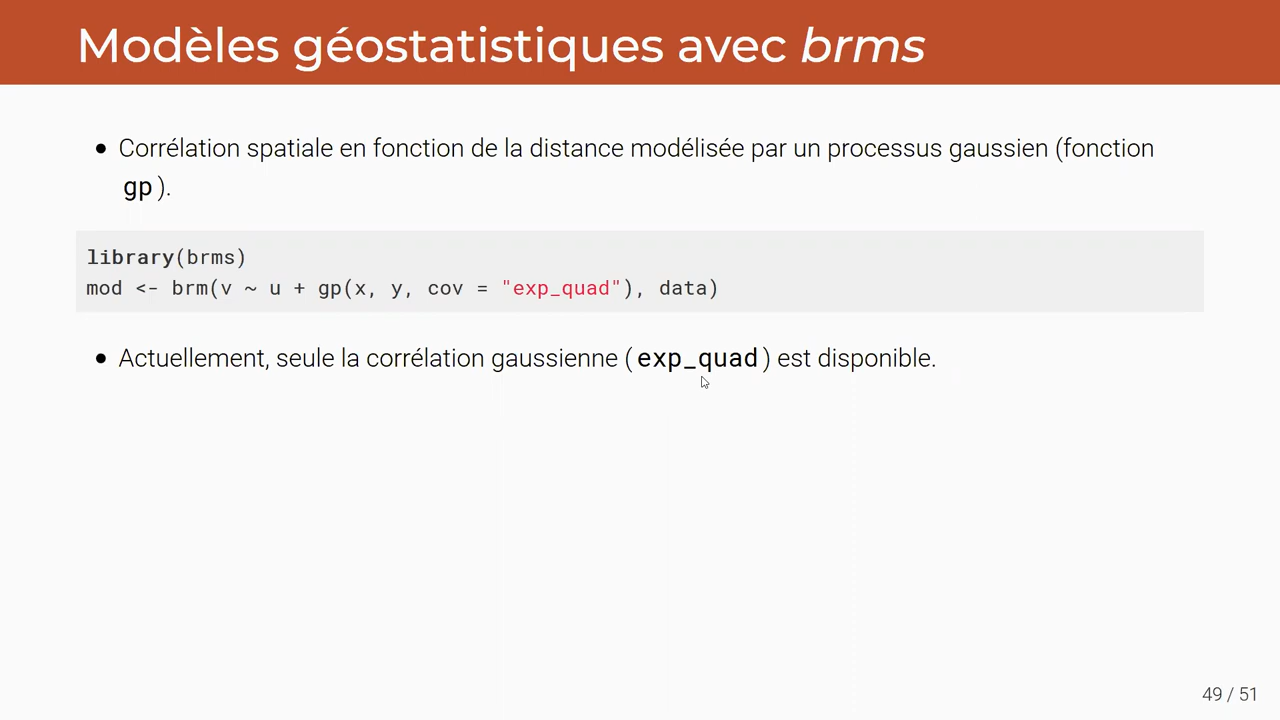 Modèles géostatistiques avec brms
Corrélation spatiale en fonction de la distance modélisée par un processus gaussien (fonction
gp).
library(brms)
mod <- brm(v ~ u + gp(x, y, cov = "exp_quad"), data)
Actuellement, seule la corrélation gaussienne (exp_quad) est disponible.
49 / 51